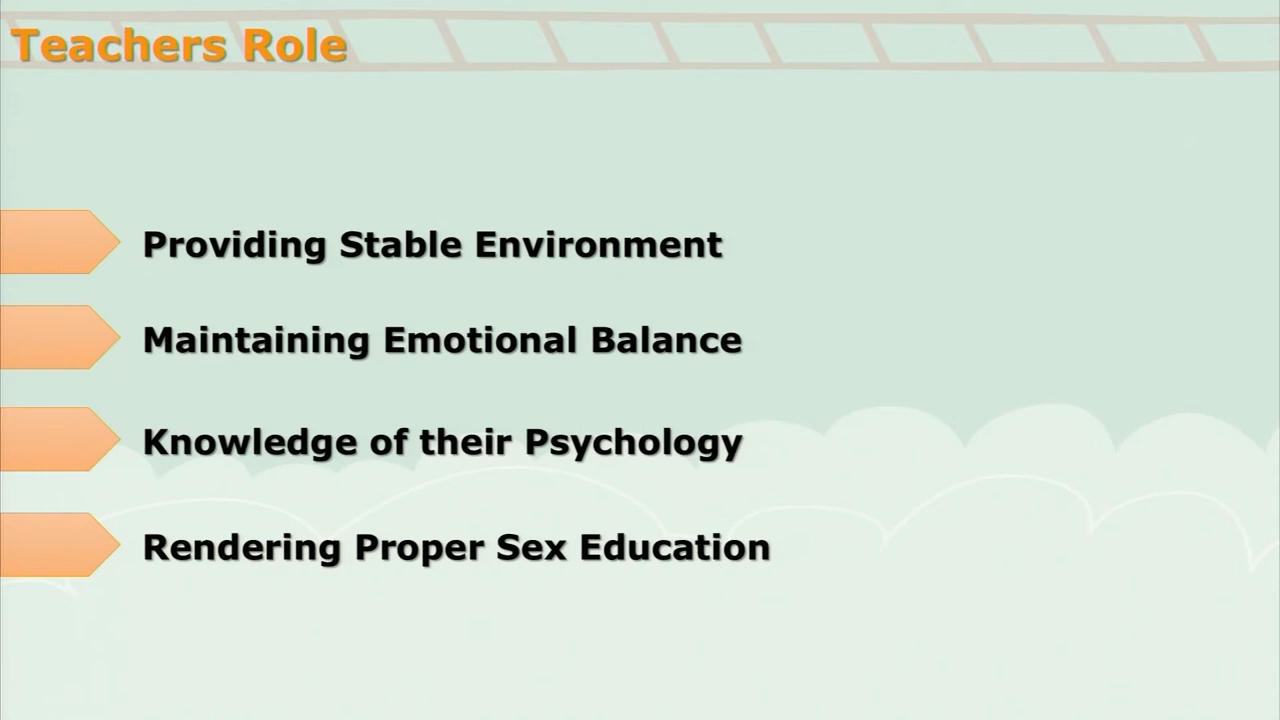 Teachers Role
Providing Stable Environment
Maintaining Emotional Balance
Knowledge of their Psychology
Rendering Proper Sex Education